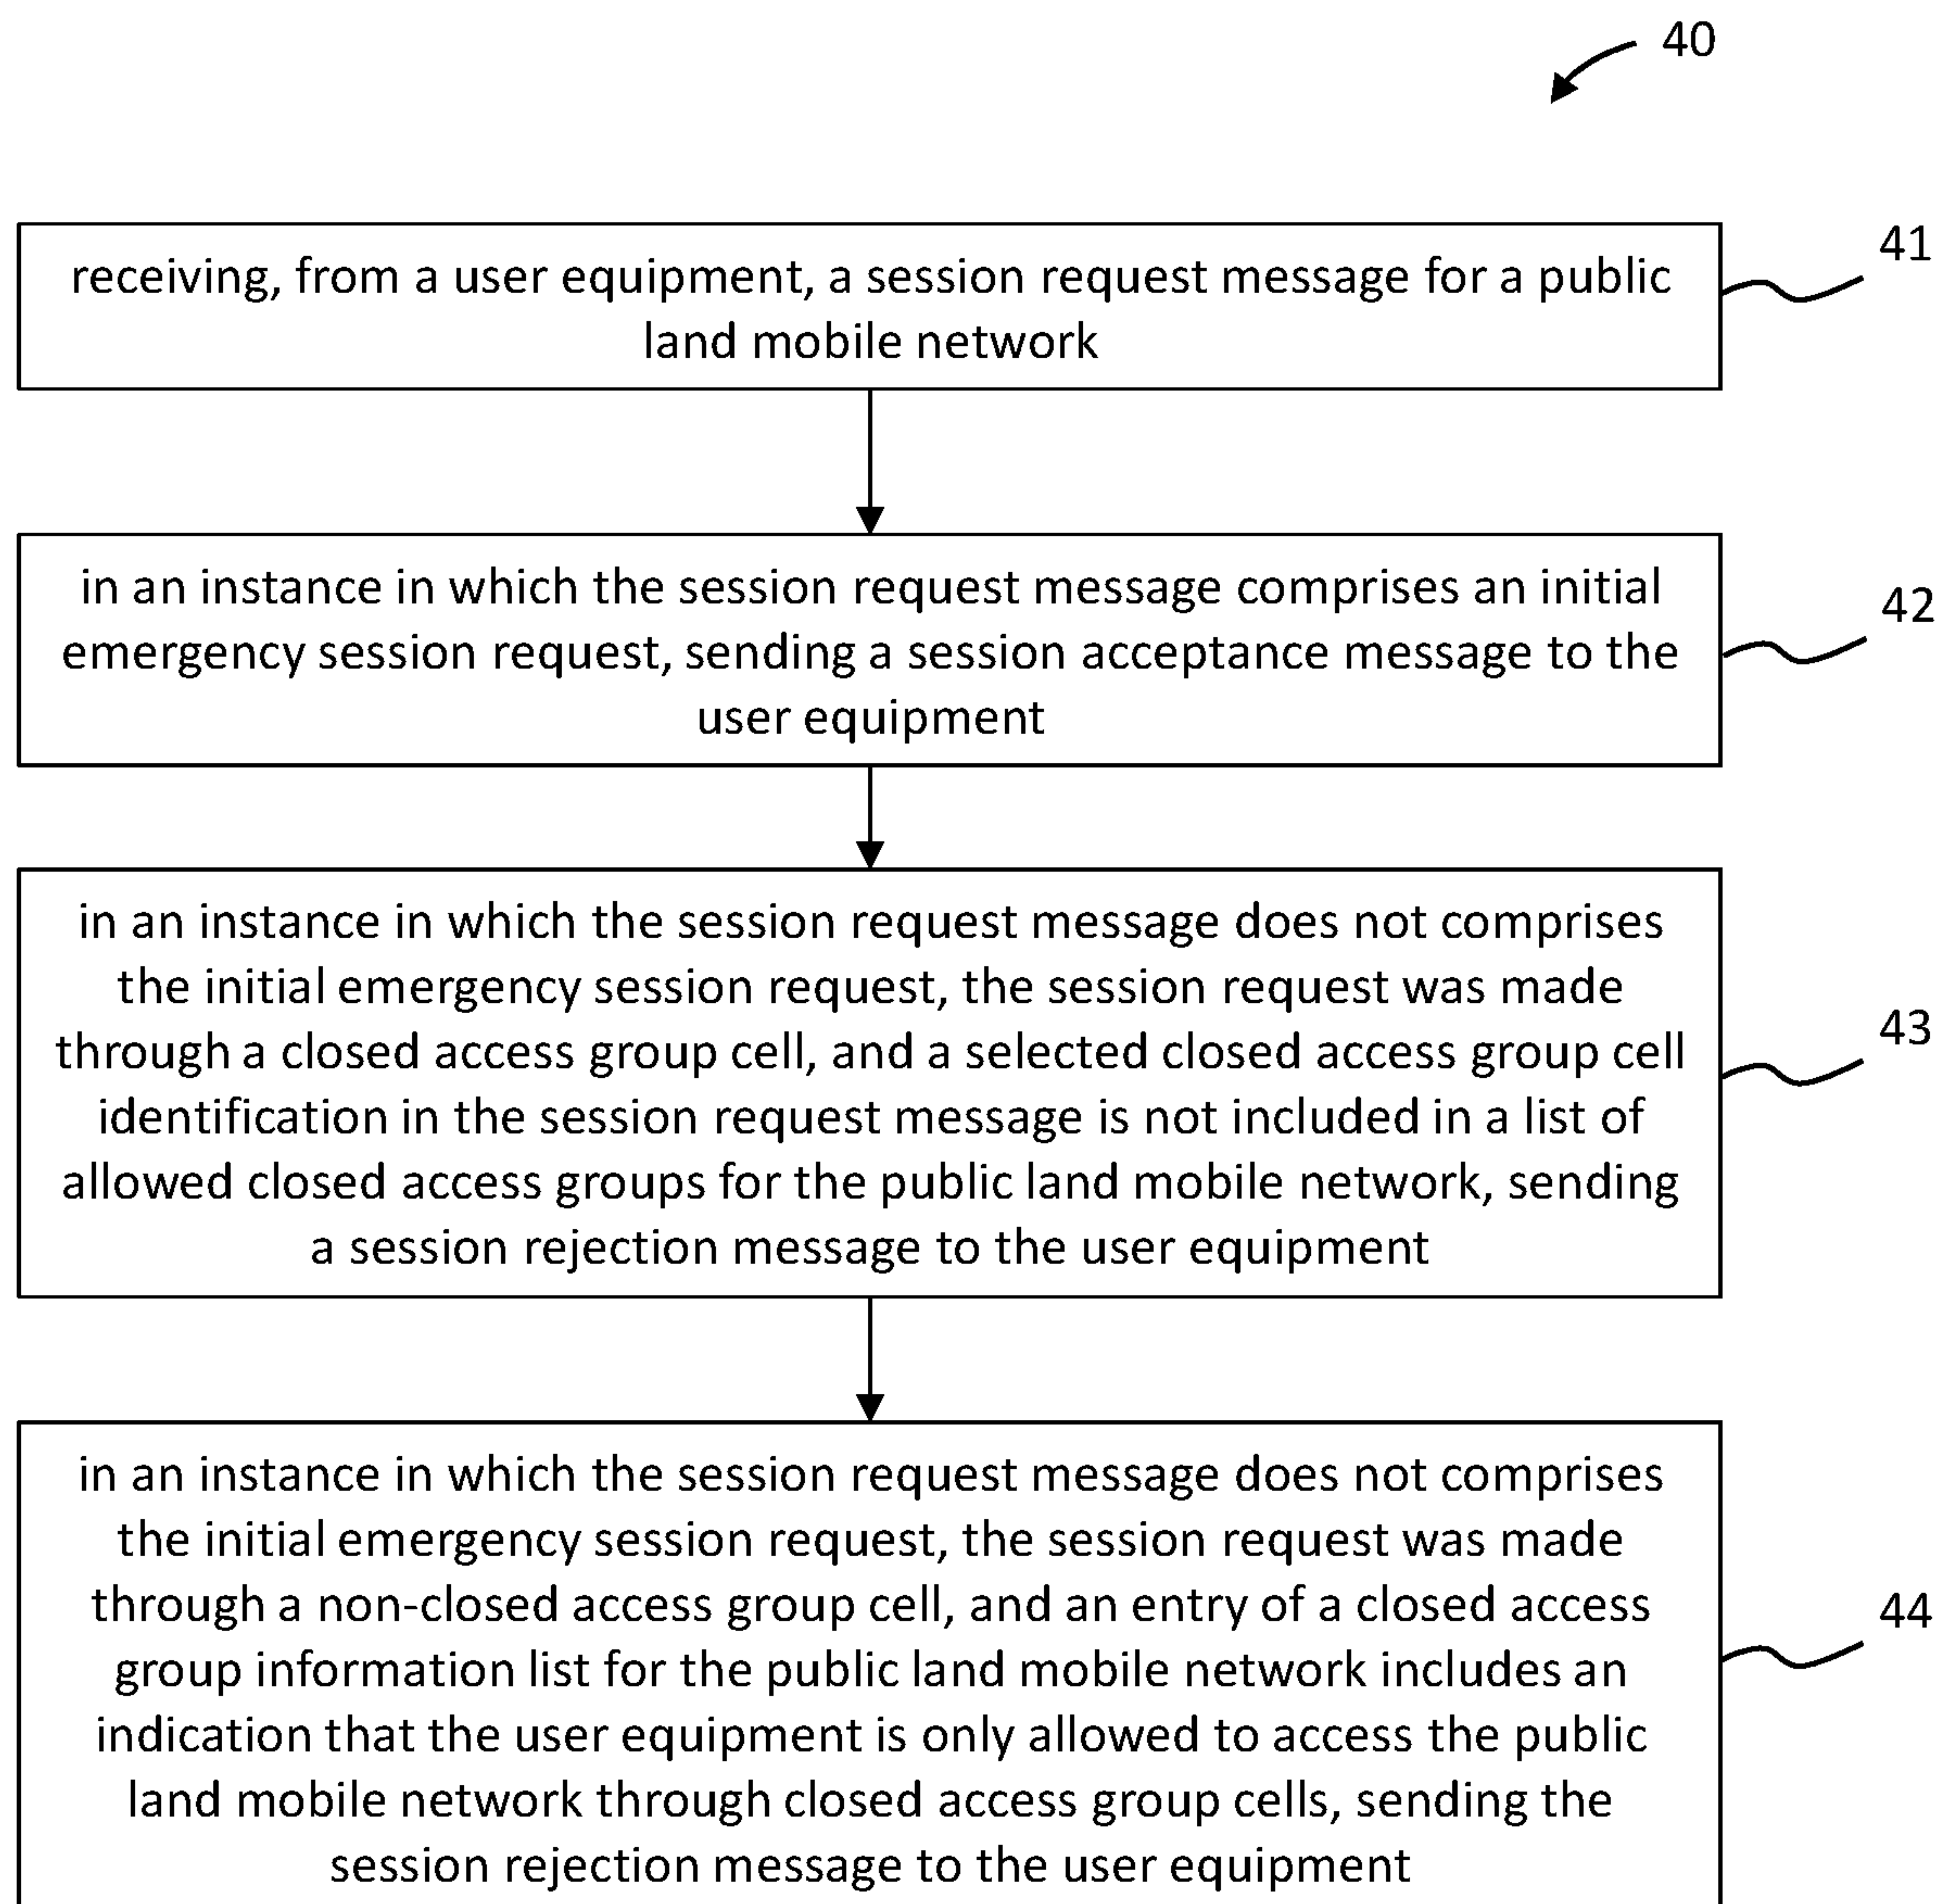 40
receiving, from a user equipment, a session request message for a public
land mobile network
41
in an instance in which the session request message comprises an initial
emergency session request, sending a session acceptance message to the
user equipment
42
in an instance in which the session request message does not comprises
the initial emergency session request, the session request was made
through a closed access group cell, and a selected closed access group cell
identification in the session request message is not included in a list of
allowed closed access groups for the public land mobile network, sending
a session rejection message to the user equipment
43
in an instance in which the session request message does not comprises
the initial emergency session request, the session request was made
through a non-closed access group cell, and an entry of a closed access
group information list for the public land mobile network includes an
indication that the user equipment is only allowed to access the public
land mobile network through closed access group cells, sending the
session rejection message to the user equipment
44